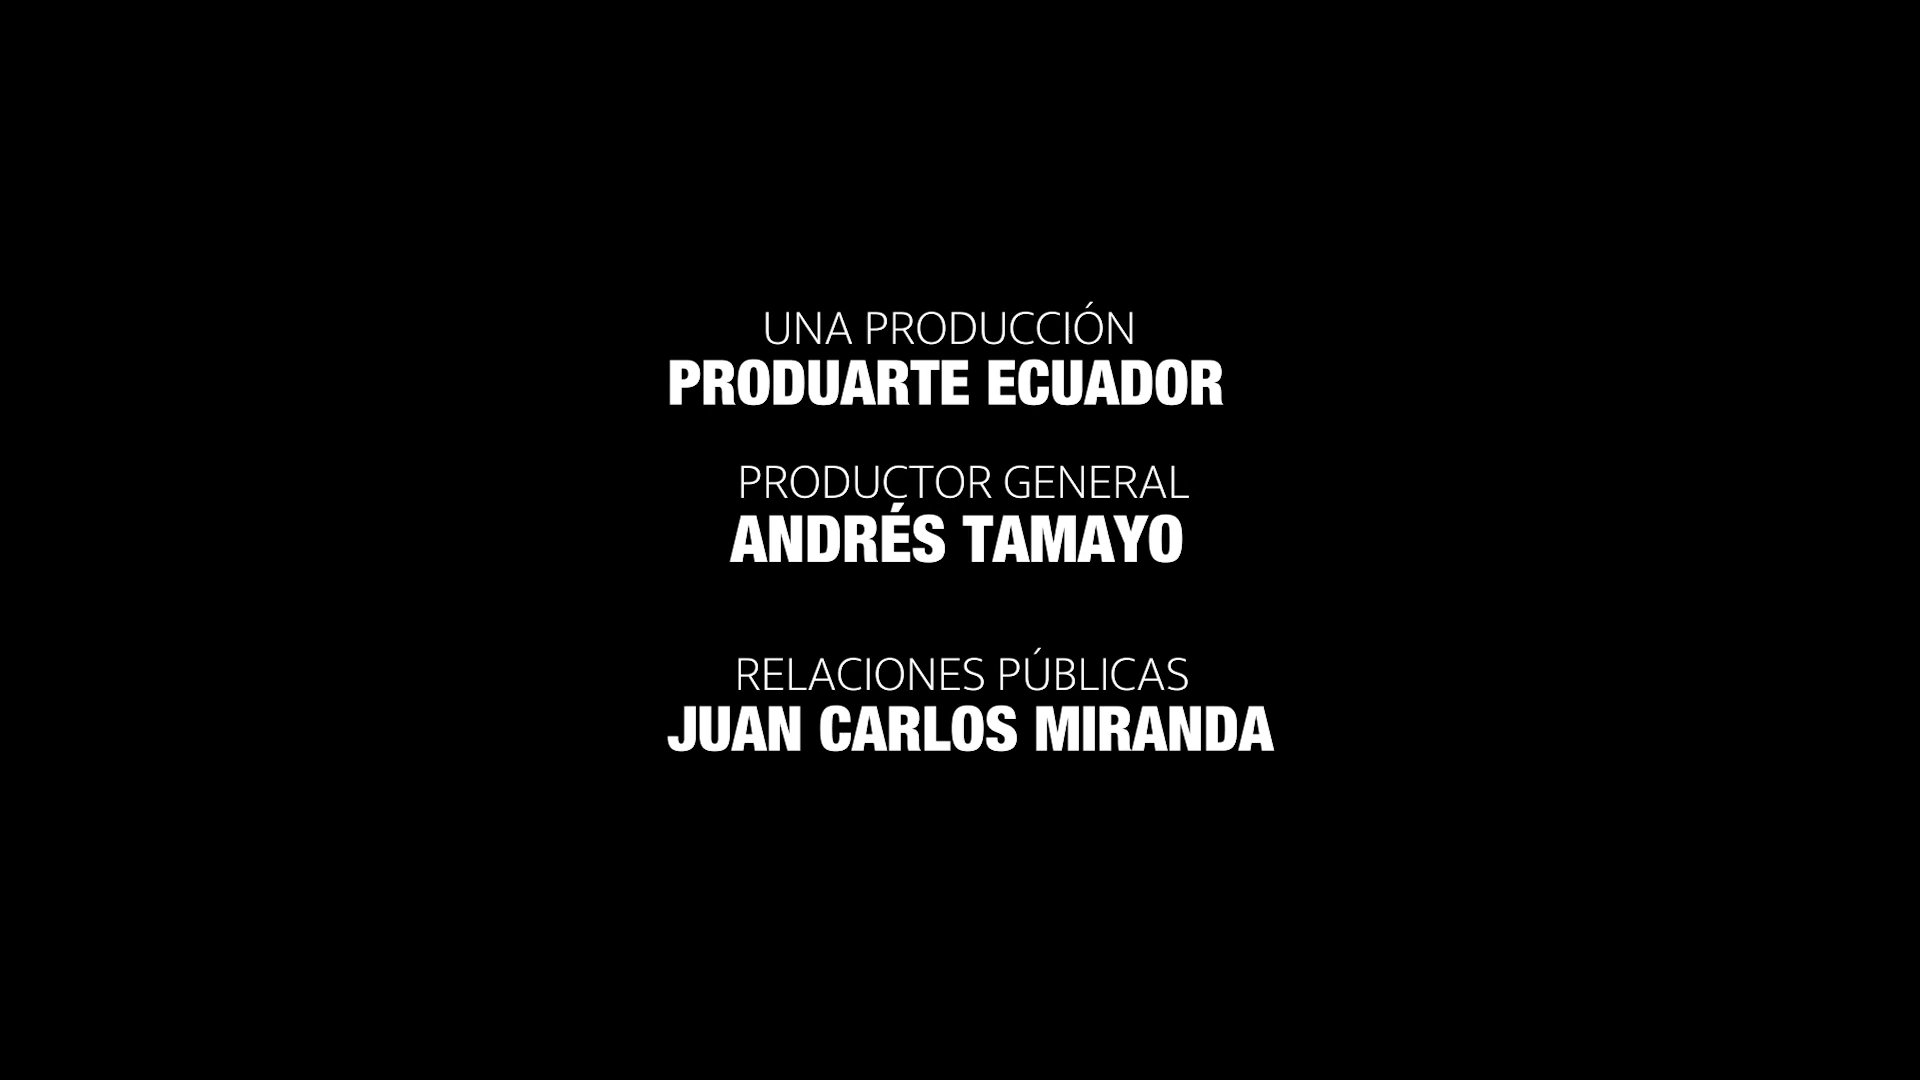 UNA PRODUCCIÓN
PRODUARTE ECUADOR
PRODUCTOR GENERAL
ANDRÉS TAMAYO
RELACIONES PÚBLICAS
JUAN CARLOS MIRANDA